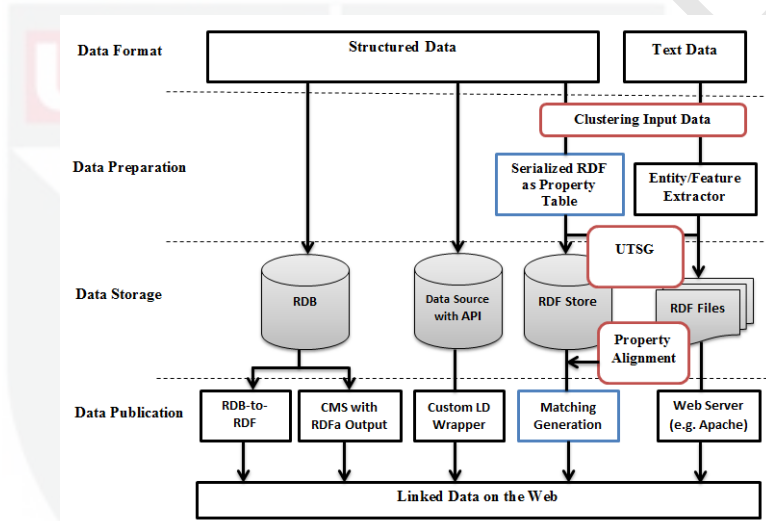 Data Format
Structured Data
Text Data
Clustering Input Data
Data Preparation
Serialized RDF
as Property
Table
Entity/Feature
Extractor
UTSG
Data Storage
RDB
Data Source
with API
RDF Store
RDF Files
Property
Alignment
Data Publication
RDB-to-
RDF
CMS with
RDFa Output
Custom LD
Wrapper
Matching
Generation
Web Server
(e.g. Apache)
Linked Data on the Web